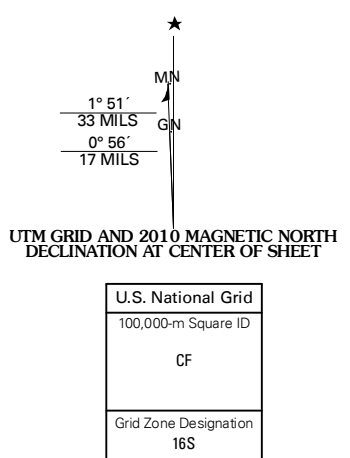 ★
MN
1° 51´
33 MILS
GN
0° 56´
17 MILS
UTM GRID AND 2010 MAGNETIC NORTH
DECLINATION AT CENTER OF SHEET
U.S. National Grid
100,000-m Square ID
CF
Grid Zone Designation
16S